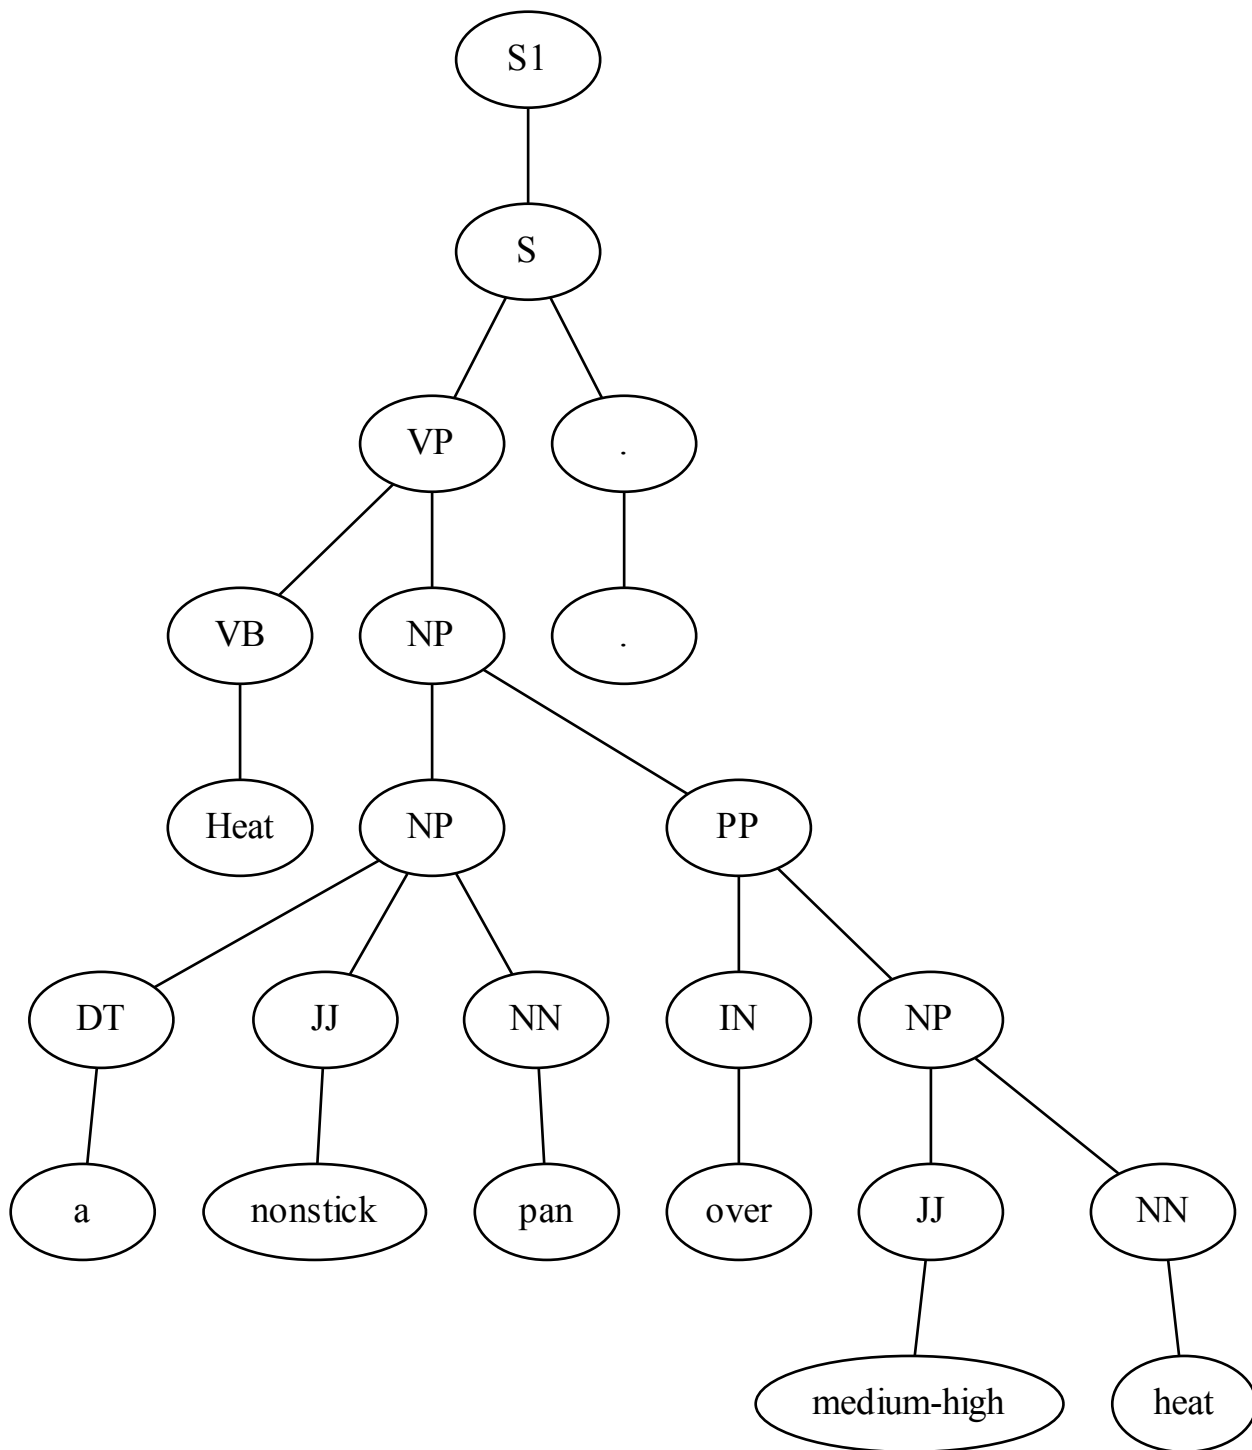 S1
S
VP .
VB NP .
Heat NP PP
DT JJ NN IN NP
a nonstick pan over JJ NN
medium-high heat